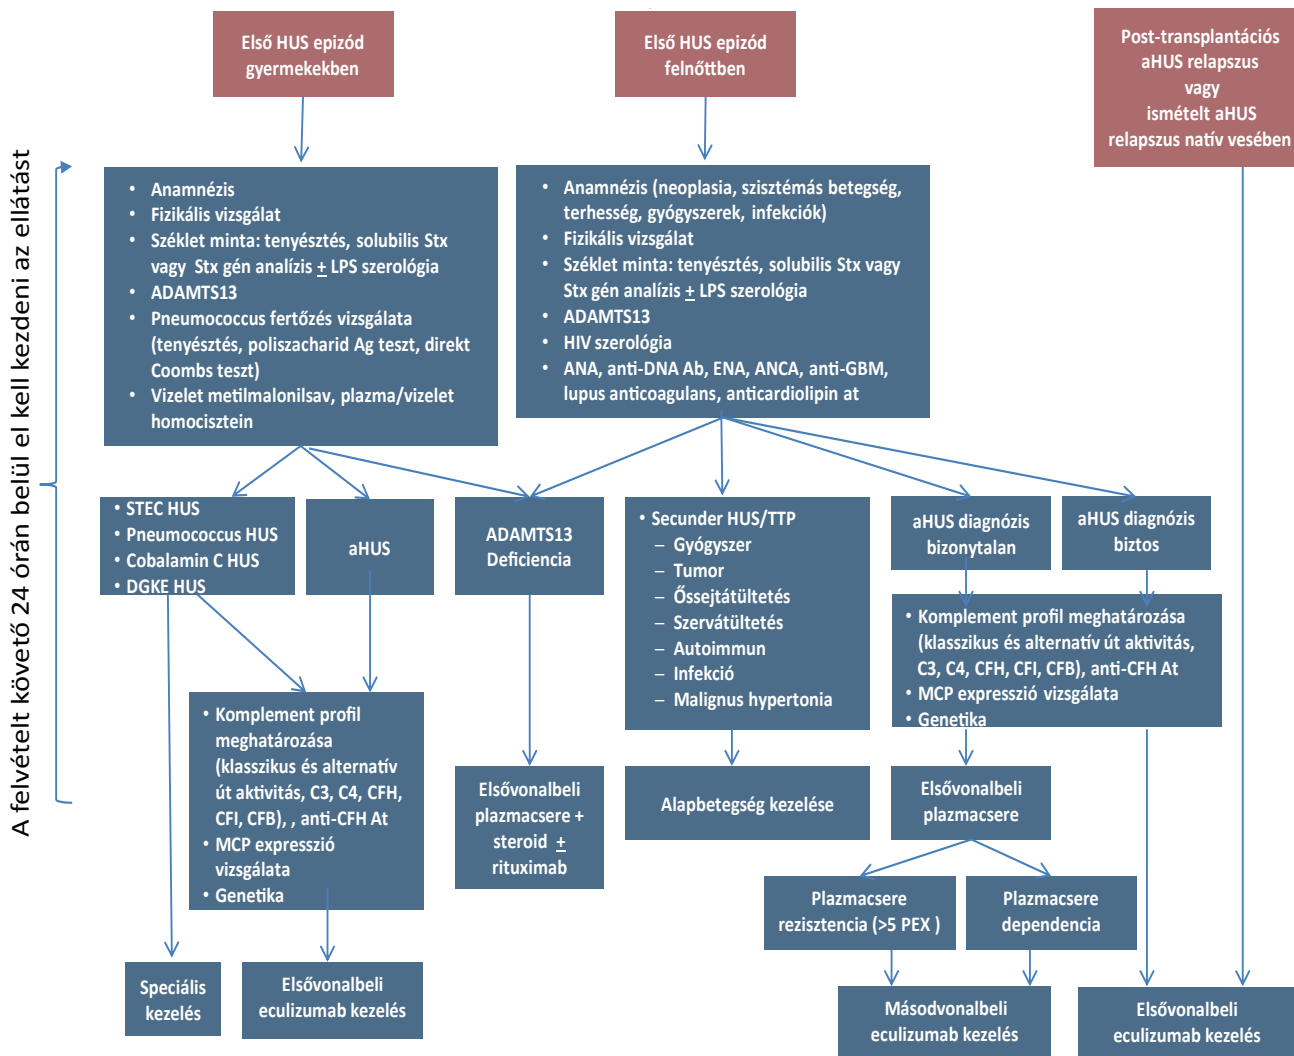 Első HUS epizód
gyermekekben
Első HUS epizód
felnőttben
Post-transplantációs
aHUS relapszus
vagy
ismételt aHUS
relapszus natív vesében
A felvételt követő 24 órán belül el kell kezdeni az ellátást
• Anamnézis
• Fizikális vizsgálat
• Széklet minta: tenyésztés, solubilis Stx
vagy Stx gén analízis ± LPS szerológia
• ADAMTS13
• Pneumococcus fertőzés vizsgálata
(tenyésztés, poliszacharid Ag teszt, direkt
Coombs teszt)
• Vizelet metilmalonilsav, plazma/vizelet
homocisztein
• Anamnézis (neoplasia, szisztémás betegség,
terhesség, gyógyszerek, infekciók)
• Fizikális vizsgálat
• Széklet minta: tenyésztés, solubilis Stx vagy
Stx gén analízis ± LPS szerológia
• ADAMTS13
• HIV szerológia
• ANA, anti-DNA Ab, ENA, ANCA, anti-GBM,
lupus anticoagulans, anticardiolipin at
• STEC HUS
• Pneumococcus HUS
• Cobalamin C HUS
• DGKE HUS
aHUS
ADAMTS13
Deficiencia
• Secunder HUS/TTP
– Gyógyszer
– Tumor
– Őssejtátültetés
– Szervátültetés
– Autoimmun
– Infekció
– Malignus hypertonia
aHUS diagnózis
bizonytalan
aHUS diagnózis
biztos
• Komplement profil meghatározása
(klasszikus és alternatív út aktivitás,
C3, C4, CFH, CFI, CFB), anti-CFH At
• MCP expresszió vizsgálata
• Genetika
• Komplement profil
meghatározása
(klasszikus és alternatív
út aktivitás, C3, C4, CFH,
CFI, CFB), , anti-CFH At
• MCP expresszió
vizsgálata
• Genetika
Elsővonalbeli
plazmacsere +
steroid ±
rituximab
Alapbetegség kezelése
Elsővonalbeli
plazmacsere
Plazmacsere
rezisztencia (>5 PEX )
Plazmacsere
dependencia
Speciális
kezelés
Elsővonalbeli
eculizumab kezelés
Másodvonalbeli
eculizumab kezelés
Elsővonalbeli
eculizumab kezelés